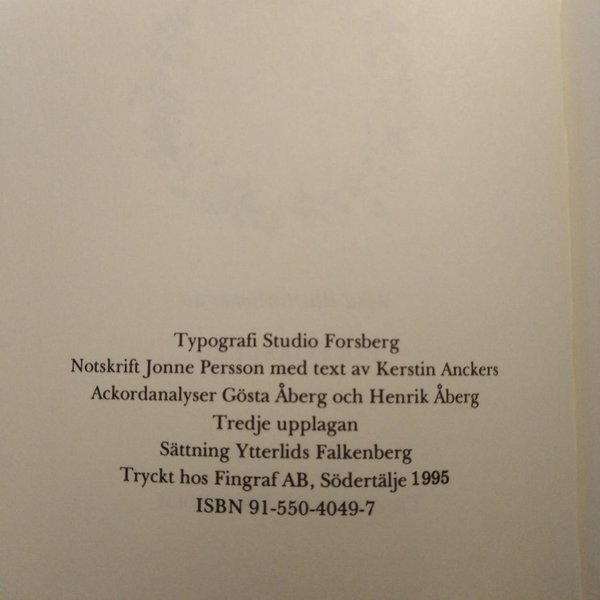 Typografi Studio Forsberg
Notskrift Jonne Persson med text av Kerstin Anckers
Ackordanalyser Gösta Åberg och Henrik Åberg
Tredje upplagan
Sättning Ytterlids Falkenberg
Tryckt hos Fingraf AB, Södertälje 1995
ISBN 91-550-4049-7